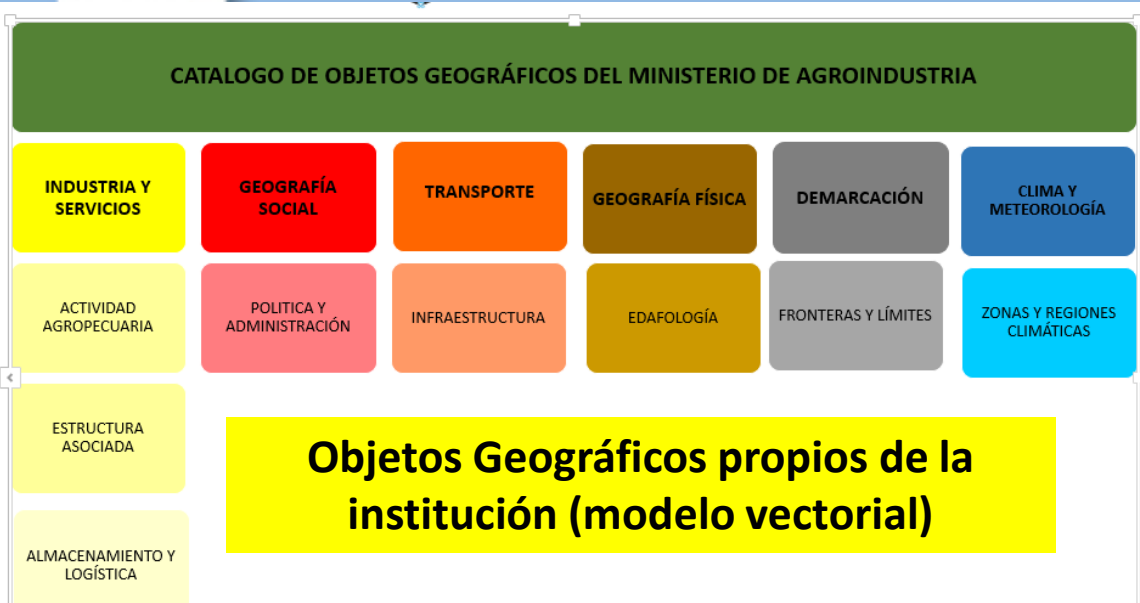 CATALOGO DE OBJETOS GEOGRÁFICOS DEL MINISTERIO DE AGROINDUSTRIA
INDUSTRIA Y
SERVICIOS
GEOGRAFÍA
SOCIAL
TRANSPORTE
GEOGRAFÍA FÍSICA
DEMARCACIÓN
CLIMA Y
METEOROLOGÍA
ACTIVIDAD
AGROPECUARIA
POLITICA Y
ADMINISTRACIÓN
INFRAESTRUCTURA
EDAFOLOGÍA
FRONTERAS Y LÍMITES
ZONAS Y REGIONES
CLIMÁTICAS
ESTRUCTURA
ASOCIADA
Objetos Geográficos propios de la
institución (modelo vectorial)
ALMACENAMIENTO Y
LOGÍSTICA